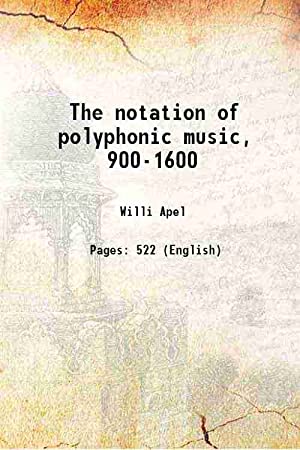 The notation of
polyphonic music,
900-1600
Willi Apel
Pages: 522 (English)